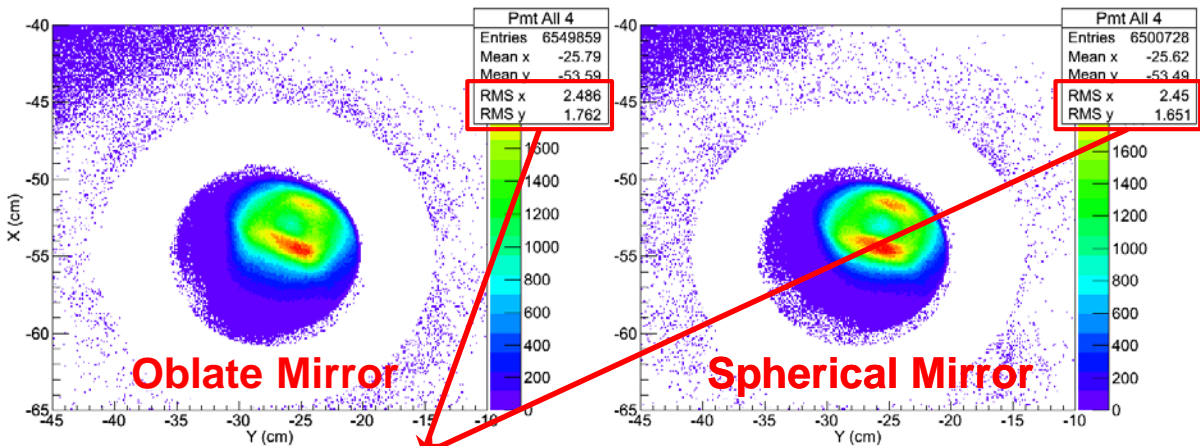 Pmt All 4
Entries 6549859
Mean x -25.79
Mean y -53.59
RMS x 2.486
RMS y 1.762
-40
-45
-50
-55
-60
-65
X (cm)
-45 -40 -35 -30 -25 -20 -15 -10
Y (cm)
1600
1400
1200
1000
800
600
400
200
0
Oblate Mirror
Pmt All 4
Entries 6500728
Mean x -25.62
Mean y -53.49
RMS x 2.45
RMS y 1.651
-40
-45
-50
-55
-60
-65
-45 -40 -35 -30 -25 -20 -15 -10
Y (cm)
1600
1400
1200
1000
800
600
400
200
0
Spherical Mirror